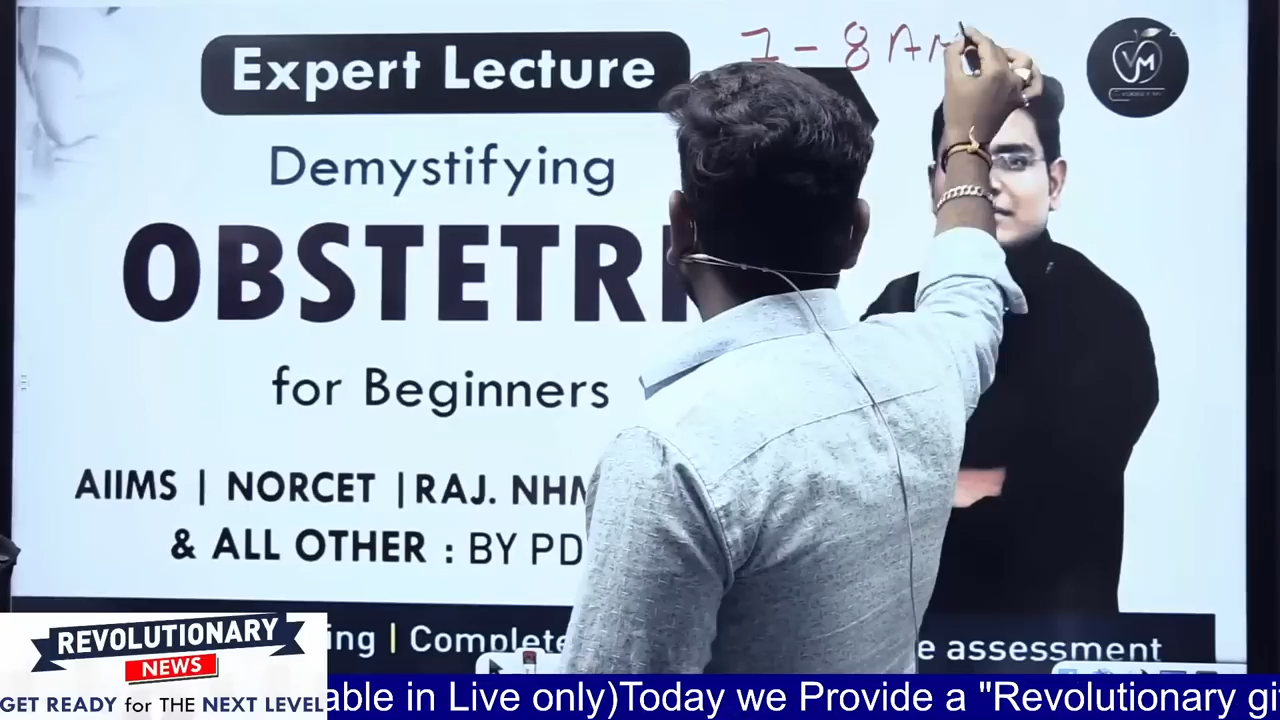 7 - 8 AM
Expert Lecture
VM
Demystifying
OBSTETRI
for Beginners
AIIMS | NORCET | RAJ. NHM
& ALL OTHER : BY PD
ing | Complete
e assessment
REVOLUTIONARY
NEWS
GET READY for THE NEXT LEVEL
able in Live only)Today we Provide a "Revolutionary gi